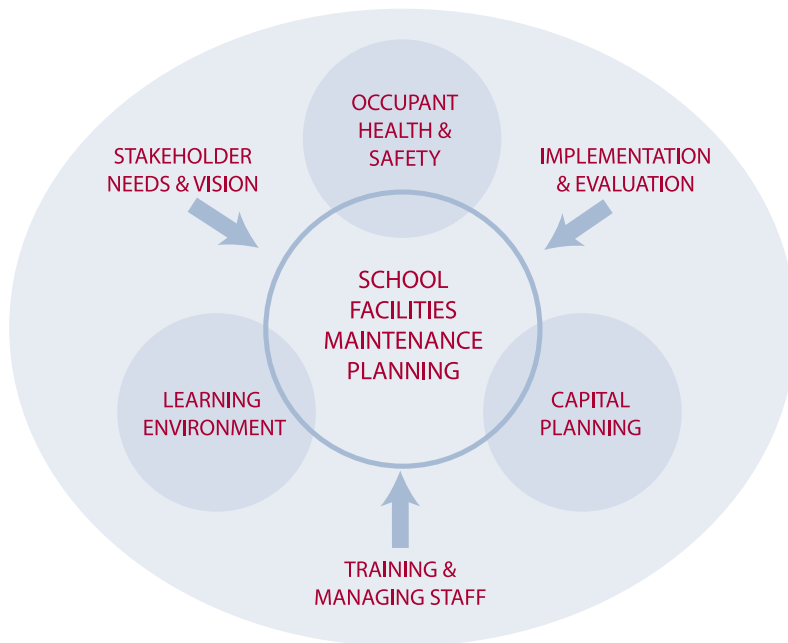 OCCUPANT
HEALTH &
SAFETY
STAKEHOLDER
NEEDS & VISION
IMPLEMENTATION
& EVALUATION
SCHOOL
FACILITIES
MAINTENANCE
PLANNING
LEARNING
ENVIRONMENT
CAPITAL
PLANNING
TRAINING &
MANAGING STAFF